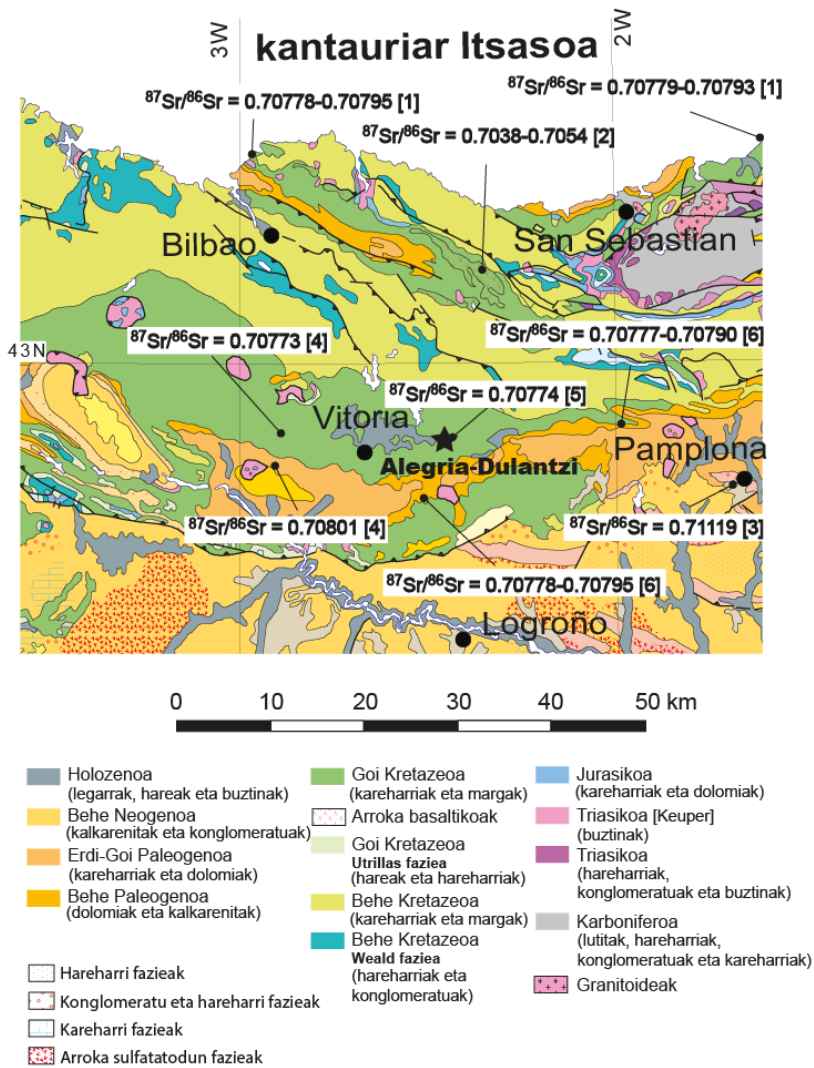 3W
2W
kantauriar Itsasoa
87Sr/86Sr = 0.70779-0.70793 [1]
87Sr/86Sr = 0.70778-0.70795 [1]
87Sr/86Sr = 0.7038-0.7054 [2]
Bilbao
San Sebastian
43N
87Sr/86Sr = 0.70773 [4]
87Sr/86Sr = 0.70777-0.70790 [6]
87Sr/86Sr = 0.70774 [5]
Vitoria
Pamplona
Alegria-Dulantzi
87Sr/86Sr = 0.70801 [4]
87Sr/86Sr = 0.71119 [3]
87Sr/86Sr = 0.70778-0.70795 [6]
Logroño
0 10 20 30 40 50 km
Holozenoa
(legarrak, hareak eta buztinak)
Behe Neogenoa
(kalkarenitak eta konglomeratuak)
Erdi-Goi Paleogenoa
(kareharriak eta dolomiak)
Behe Paleogenoa
(dolomiak eta kalkarenitak)
Goi Kretazeoa
(kareharriak eta margak)
Arroka basaltikoak
Goi Kretazeoa
Utrillas faziea
(hareak eta hareharriak)
Behe Kretazeoa
(kareharriak eta margak)
Behe Kretazeoa
Weald faziea
(hareharriak eta
konglomeratuak)
Jurasikoa
(kareharriak eta dolomiak)
Triasikoa [Keuper]
(buztinak)
Triasikoa
(hareharriak,
konglomeratuak eta buztinak)
Karboniferoa
(lutitak, hareharriak,
konglomeratuak eta kareharriak)
Granitoideak
Hareharri fazieak
Konglomeratu eta hareharri fazieak
Kareharri fazieak
Arroka sulfatatodun fazieak